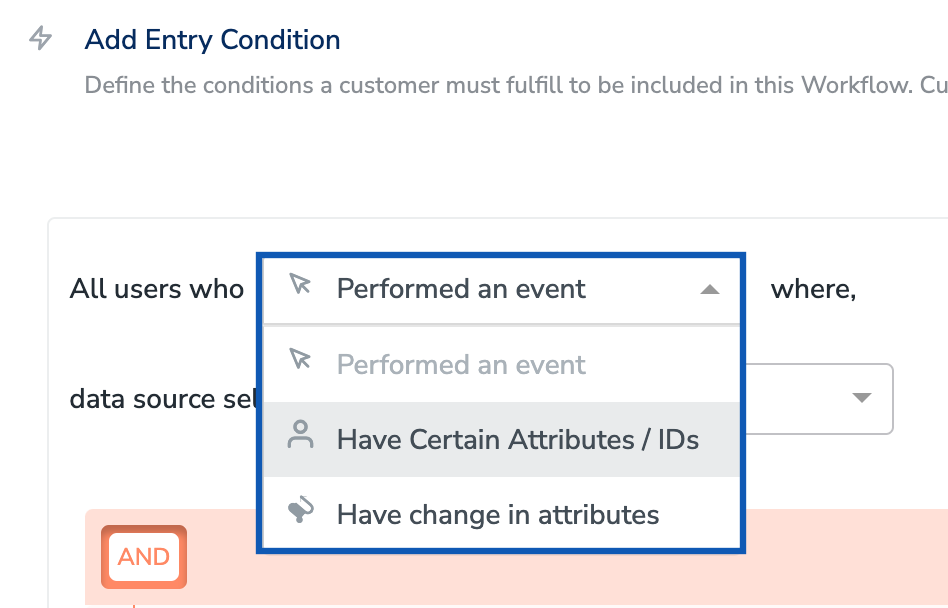 Add Entry Condition
Define the conditions a customer must fulfill to be included in this Workflow. Cu
All users who Performed an event where,
Performed an event
data source sel
Have Certain Attributes / IDs
Have change in attributes
AND